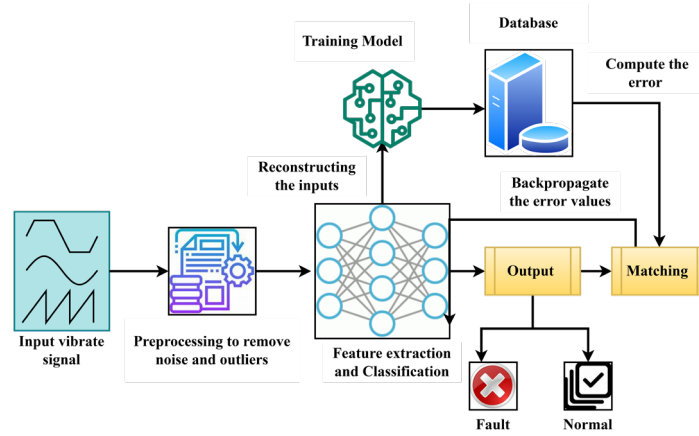 Training Model
Database
Compute the
error
Reconstructing
the inputs
Backpropagate
the error values
Output
Matching
Input vibrate
signal
Preprocessing to remove
noise and outliers
Feature extraction
and Classification
Fault
Normal